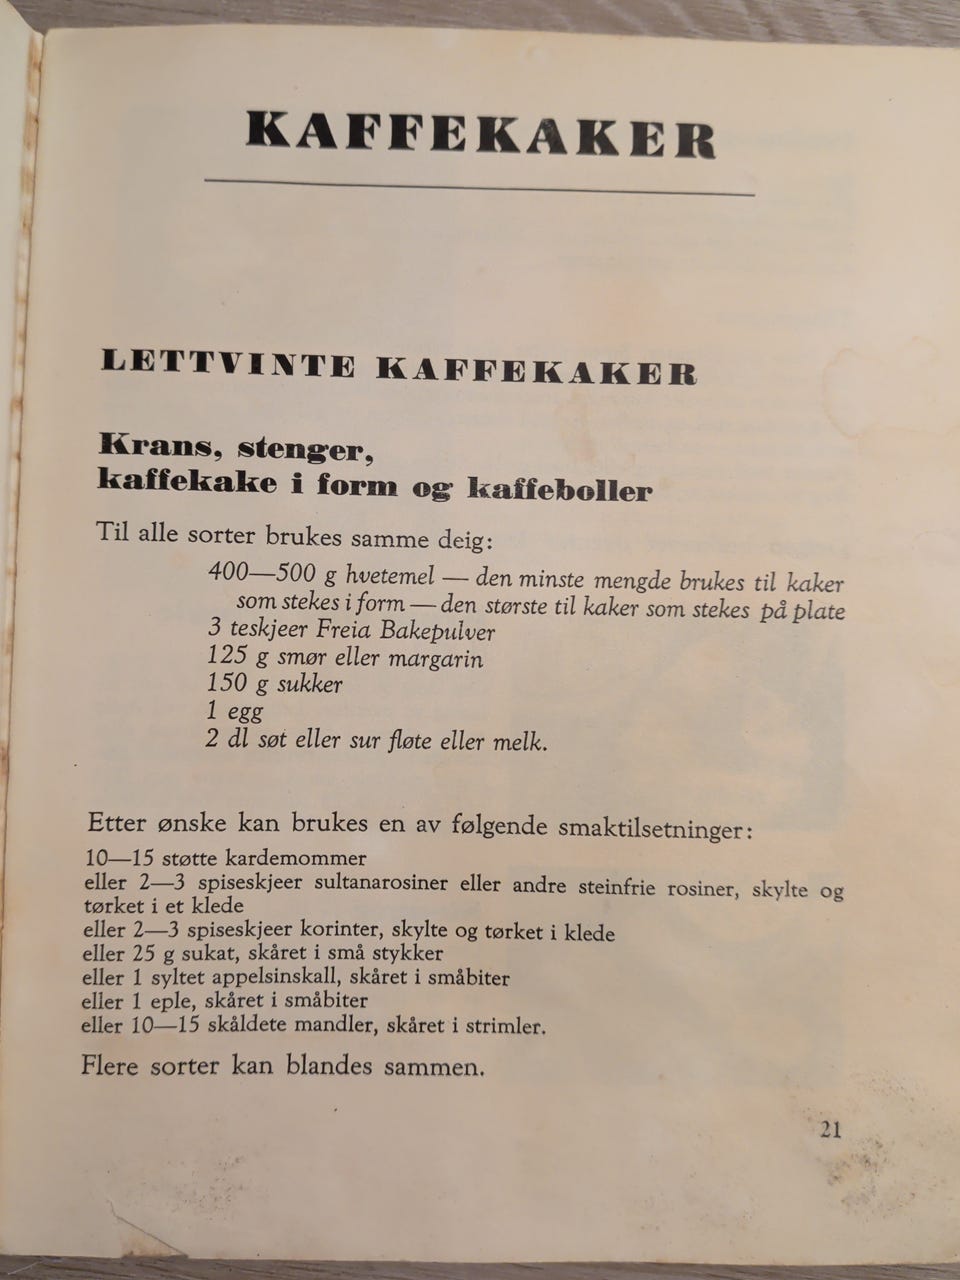 KAFFEKAKER
LETTVINTE KAFFEKAKER
Krans, stenger,
kaffekake i form og kaffeboller
Til alle sorter brukes samme deig:
400—500 g hvetemel — den minste mengde brukes til kaker
som stekes i form — den største til kaker som stekes på plate
3 teskjeer Freia Bakepulver
125 g smør eller margarin
150 g sukker
1 egg
2 dl søt eller sur fløte eller melk.
Etter ønske kan brukes en av følgende smaktilsetninger:
10—15 støtte kardemommer
eller 2—3 spiseskjeer sultanarosiner eller andre steinfrie rosiner, skylte og
tørket i et klede
eller 2—3 spiseskjeer korinter, skylte og tørket i klede
eller 25 g sukat, skåret i små stykker
eller 1 syltet appelsinskall, skåret i småbiter
eller 1 eple, skåret i småbiter
eller 10—15 skåldete mandler, skåret i strimler.
Flere sorter kan blandes sammen.
21